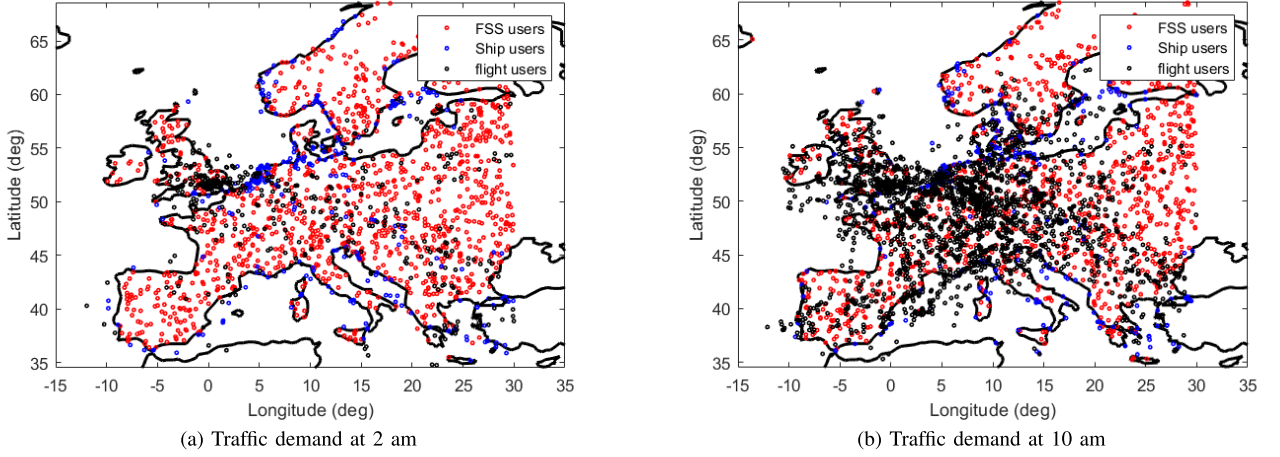 FSS users
Ship users
flight users
65
60
55
50
45
40
35
Latitude (deg)
-15 -10 -5 0 5 10 15 20 25 30 35
Longitude (deg)
(a) Traffic demand at 2 am
FSS users
Ship users
flight users
65
60
55
50
45
40
35
Latitude (deg)
-15 -10 -5 0 5 10 15 20 25 30 35
Longitude (deg)
(b) Traffic demand at 10 am